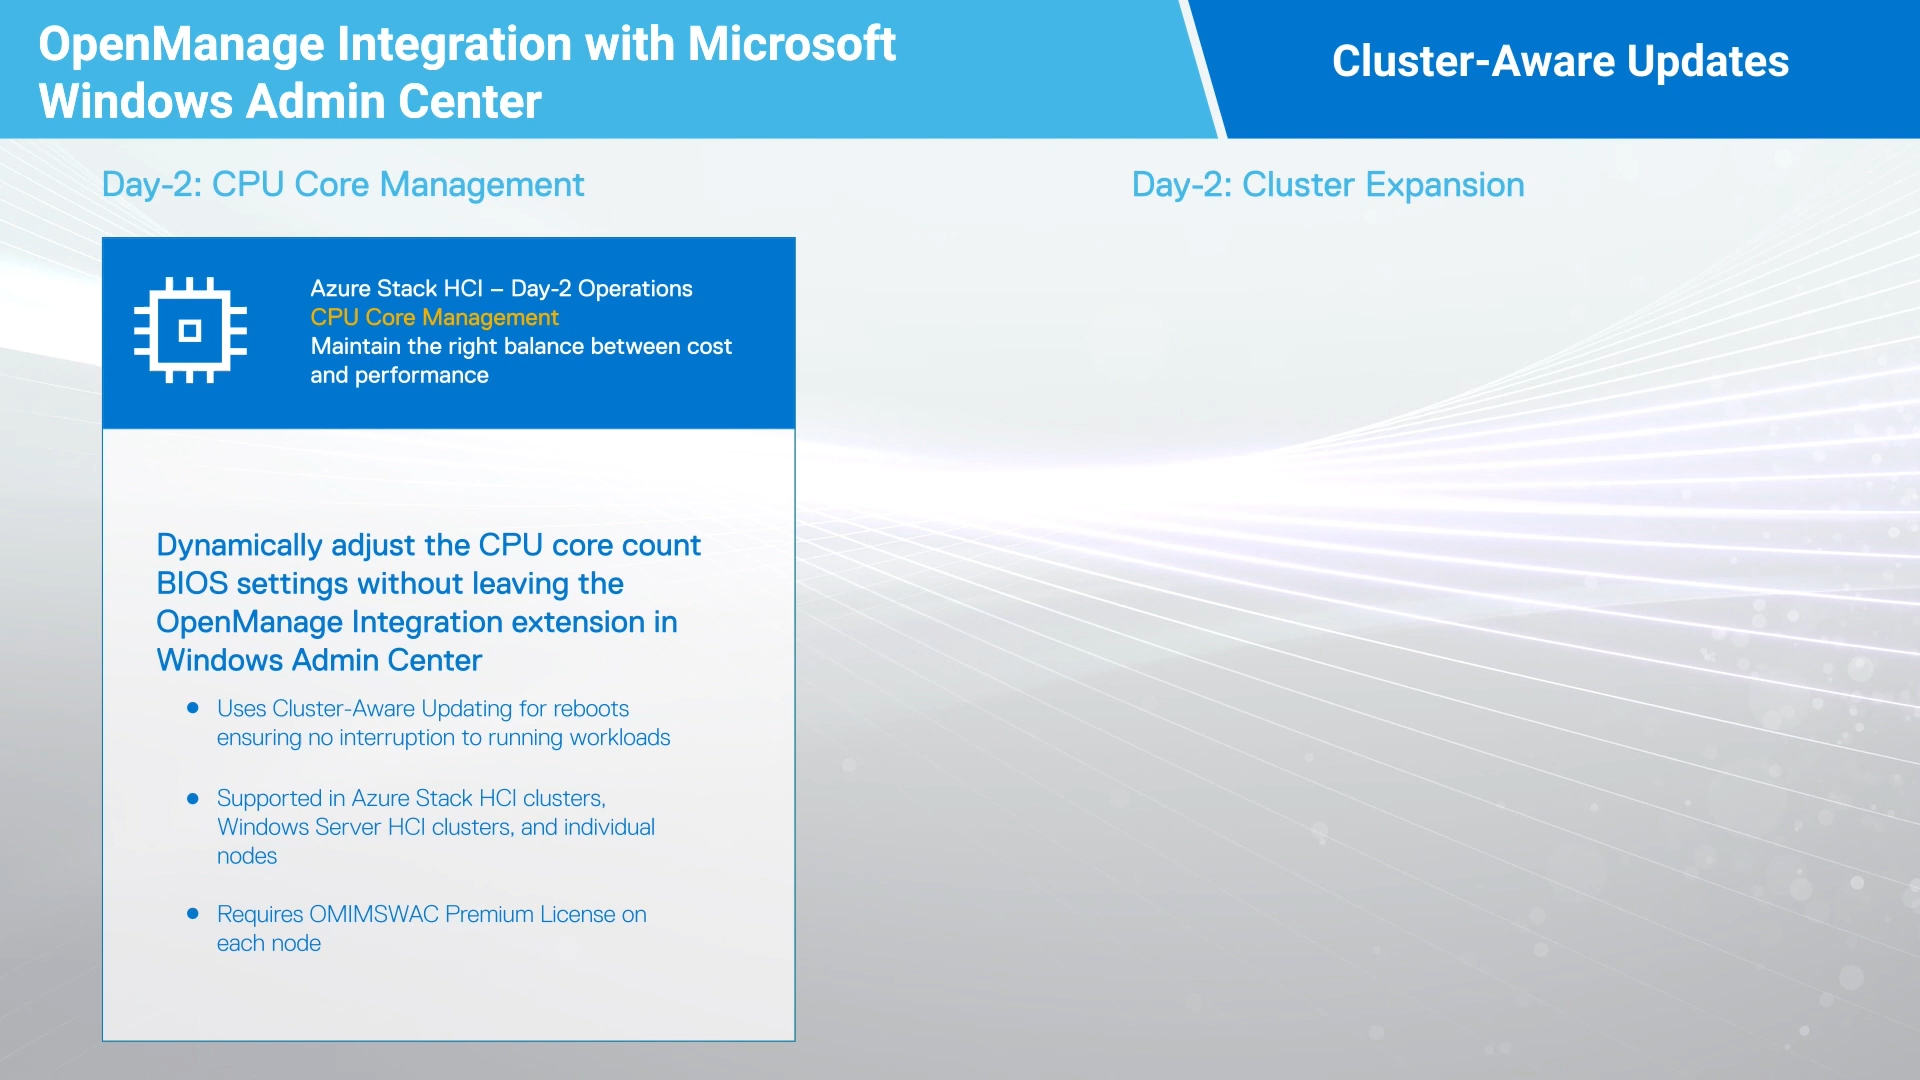 OpenManage Integration with Microsoft
Windows Admin Center
Cluster-Aware Updates
Day-2: CPU Core Management
Azure Stack HCI – Day-2 Operations
CPU Core Management
Maintain the right balance between cost
and performance
Dynamically adjust the CPU core count
BIOS settings without leaving the
OpenManage Integration extension in
Windows Admin Center
● Uses Cluster-Aware Updating for reboots
ensuring no interruption to running workloads
● Supported in Azure Stack HCI clusters,
Windows Server HCI clusters, and individual
nodes
● Requires OMIMSWAC Premium License on
each node
Day-2: Cluster Expansion